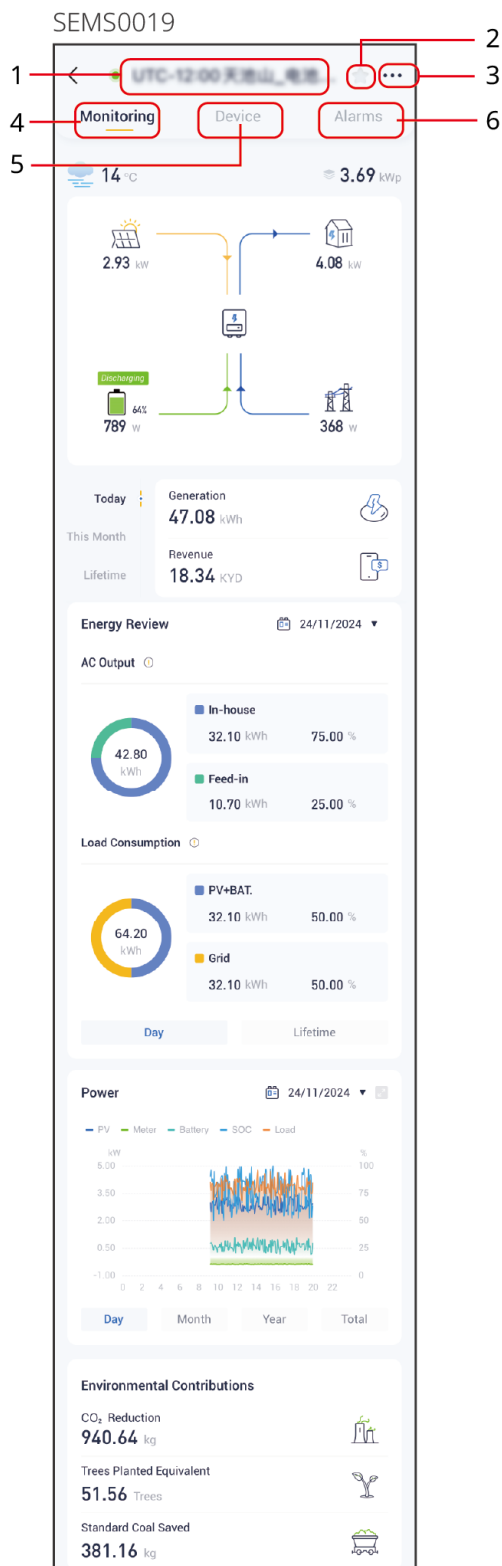 SEMS0019
2
1
3
4
Monitoring
Device
Alarms
6
5
14 °C
3.69 kWp
2.93 kW
4.08 kW
Discharging
64%
789 W
368 W
Today
Generation
47.08 kWh
This Month
Revenue
Lifetime
18.34 KYD
Energy Review
24/11/2024
AC Output
In-house
32.10 kWh 75.00 %
42.80
kWh
Feed-in
10.70 kWh 25.00 %
Load Consumption
PV+BAT.
32.10 kWh 50.00 %
64.20
kWh
Grid
32.10 kWh 50.00 %
Day Lifetime
Power
24/11/2024
PV Meter Battery SOC Load
kW %
5.00 100
3.50 75
2.00 50
0.50 25
-1.00 0
0 2 4 6 8 10 12 14 16 18 20 22
Day Month Year Total
Environmental Contributions
CO₂ Reduction
940.64 kg
Trees Planted Equivalent
51.56 Trees
Standard Coal Saved
381.16 kg